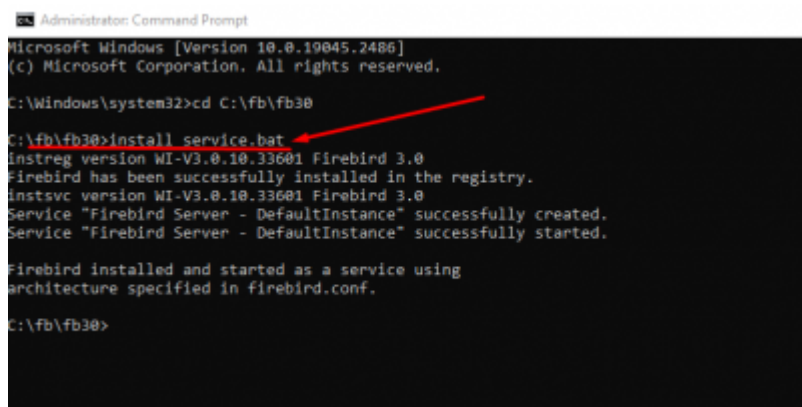 Administrator: Command Prompt
Microsoft Windows [Version 10.0.19045.2486]
(c) Microsoft Corporation. All rights reserved.
C:\Windows\system32>cd C:\fb\fb30
C:\fb\fb30>install_service.bat
instreg version WI-V3.0.10.33601 Firebird 3.0
Firebird has been successfully installed in the registry.
instsvc version WI-V3.0.10.33601 Firebird 3.0
Service "Firebird Server - DefaultInstance" successfully created.
Service "Firebird Server - DefaultInstance" successfully started.
Firebird installed and started as a service using
architecture specified in firebird.conf.
C:\fb\fb30>